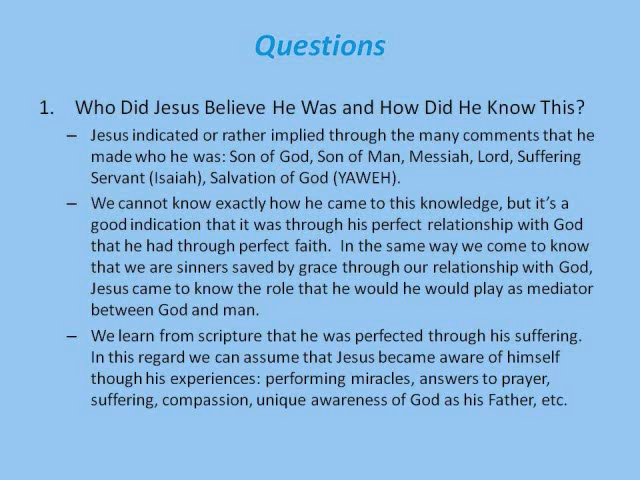 Questions
1. Who Did Jesus Believe He Was and How Did He Know This?
– Jesus indicated or rather implied through the many comments that he
made who he was: Son of God, Son of Man, Messiah, Lord, Suffering
Servant (Isaiah), Salvation of God (YAWEH).
– We cannot know exactly how he came to this knowledge, but it's a
good indication that it was through his perfect relationship with God
that he had through perfect faith. In the same way we come to know
that we are sinners saved by grace through our relationship with God,
Jesus came to know the role that he would he would play as mediator
between God and man.
– We learn from scripture that he was perfected through his suffering.
In this regard we can assume that Jesus became aware of himself
though his experiences: performing miracles, answers to prayer,
suffering, compassion, unique awareness of God as his Father, etc.